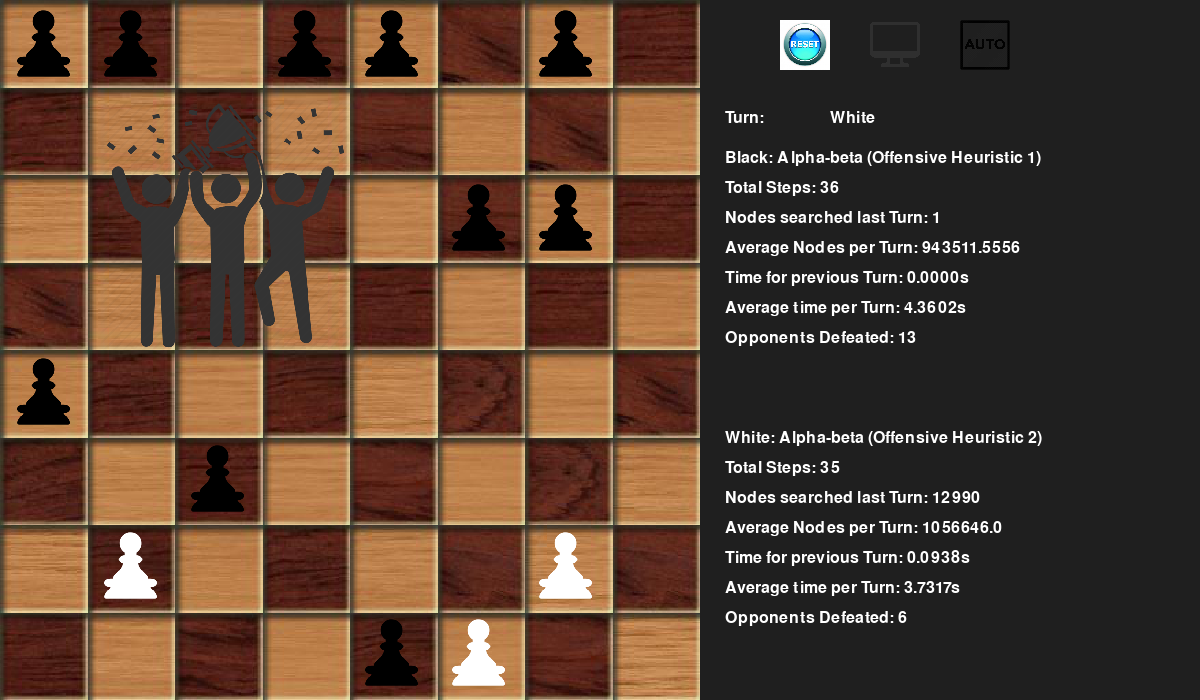 RESET
AUTO
Turn: White
Black: Alpha-beta (Offensive Heuristic 1)
Total Steps: 36
Nodes searched last Turn: 1
Average Nodes per Turn: 943511.5556
Time for previous Turn: 0.0000s
Average time per Turn: 4.3602s
Opponents Defeated: 13
White: Alpha-beta (Offensive Heuristic 2)
Total Steps: 35
Nodes searched last Turn: 12990
Average Nodes per Turn: 1056646.0
Time for previous Turn: 0.0938s
Average time per Turn: 3.7317s
Opponents Defeated: 6